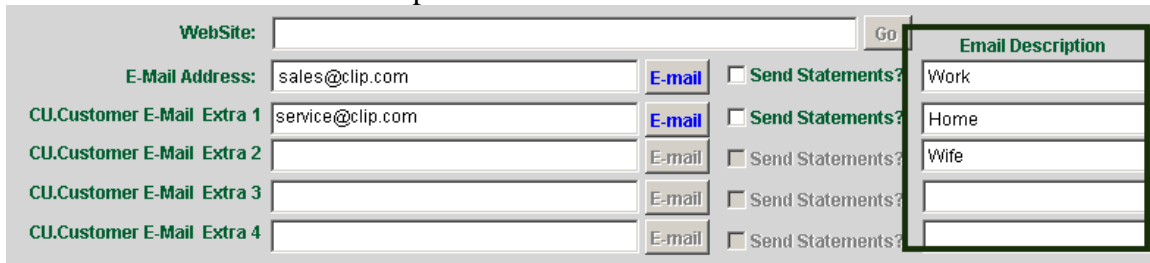 WebSite: Go Email Description
E-Mail Address: sales@clip.com E-mail Send Statements? Work
CU.Customer E-Mail Extra 1 service@clip.com E-mail Send Statements? Home
CU.Customer E-Mail Extra 2 E-mail Send Statements? Wife
CU.Customer E-Mail Extra 3 E-mail Send Statements?
CU.Customer E-Mail Extra 4 E-mail Send Statements?